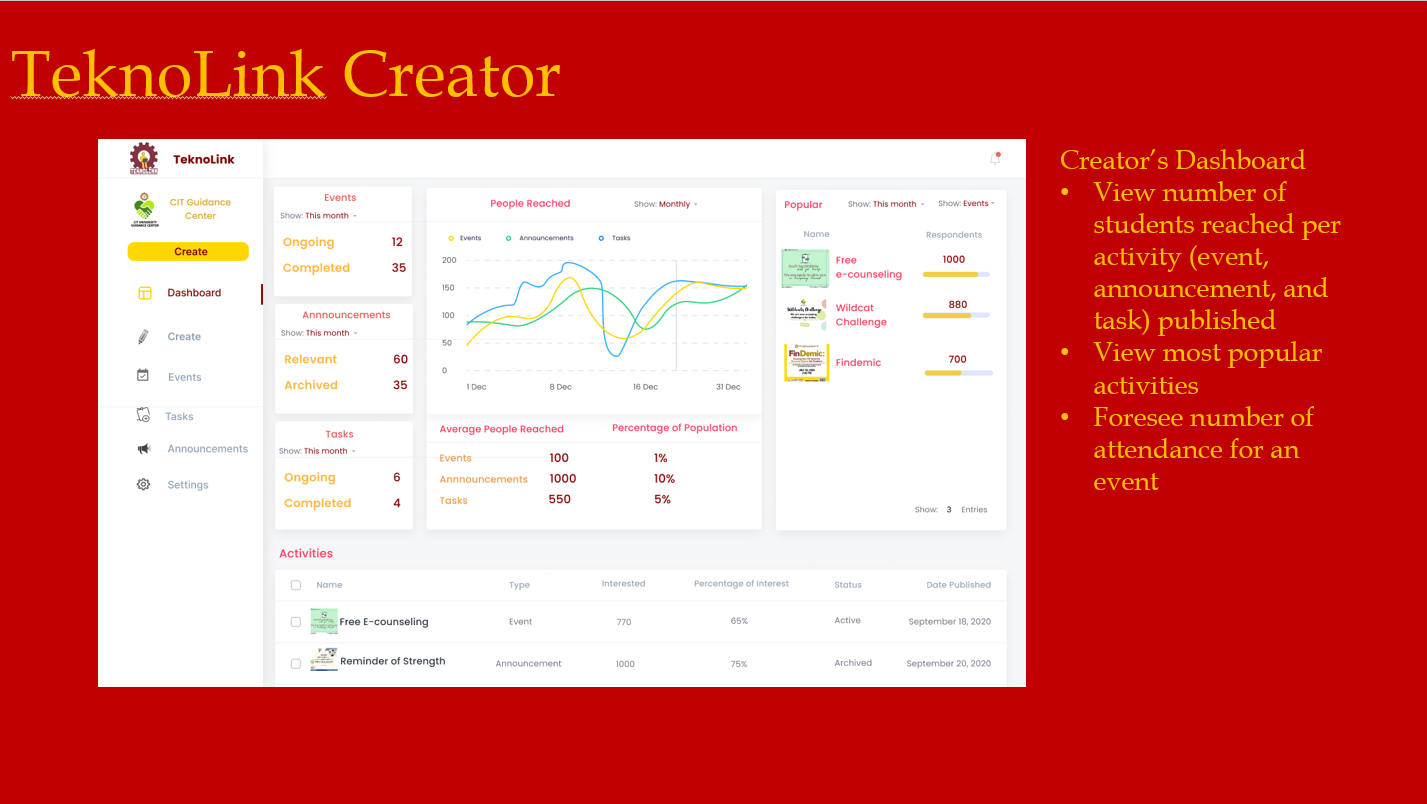 TeknoLink Creator
TeknoLink
CIT Guidance
Center
Create
Dashboard
Create
Events
Tasks
Announcements
Settings
Events
Show: This month
Ongoing 12
Completed 35
Annnouncements
Show: This month
Relevant 60
Archived 35
Tasks
Show: This month
Ongoing 6
Completed 4
People Reached
Show: Monthly
Events Announcements Tasks
200
150
100
50
0
1 Dec 8 Dec 16 Dec 31 Dec
Average People Reached Percentage of Population
Events 100 1%
Annnouncements 1000 10%
Tasks 550 5%
Popular Show: This month Show: Events
Name Respondents
Free
e-counseling
1000
Wildcat
Challenge
880
FinDemic:
Findemic 700
Show: 3 Entries
Activities
Name Type Interested Percentage of Interest Status Date Published
Free E-counseling Event 770 65% Active September 18, 2020
Reminder of Strength Announcement 1000 75% Archived September 20, 2020
Creator's Dashboard
• View number of
students reached per
activity (event,
announcement, and
task) published
• View most popular
activities
• Foresee number of
attendance for an
event